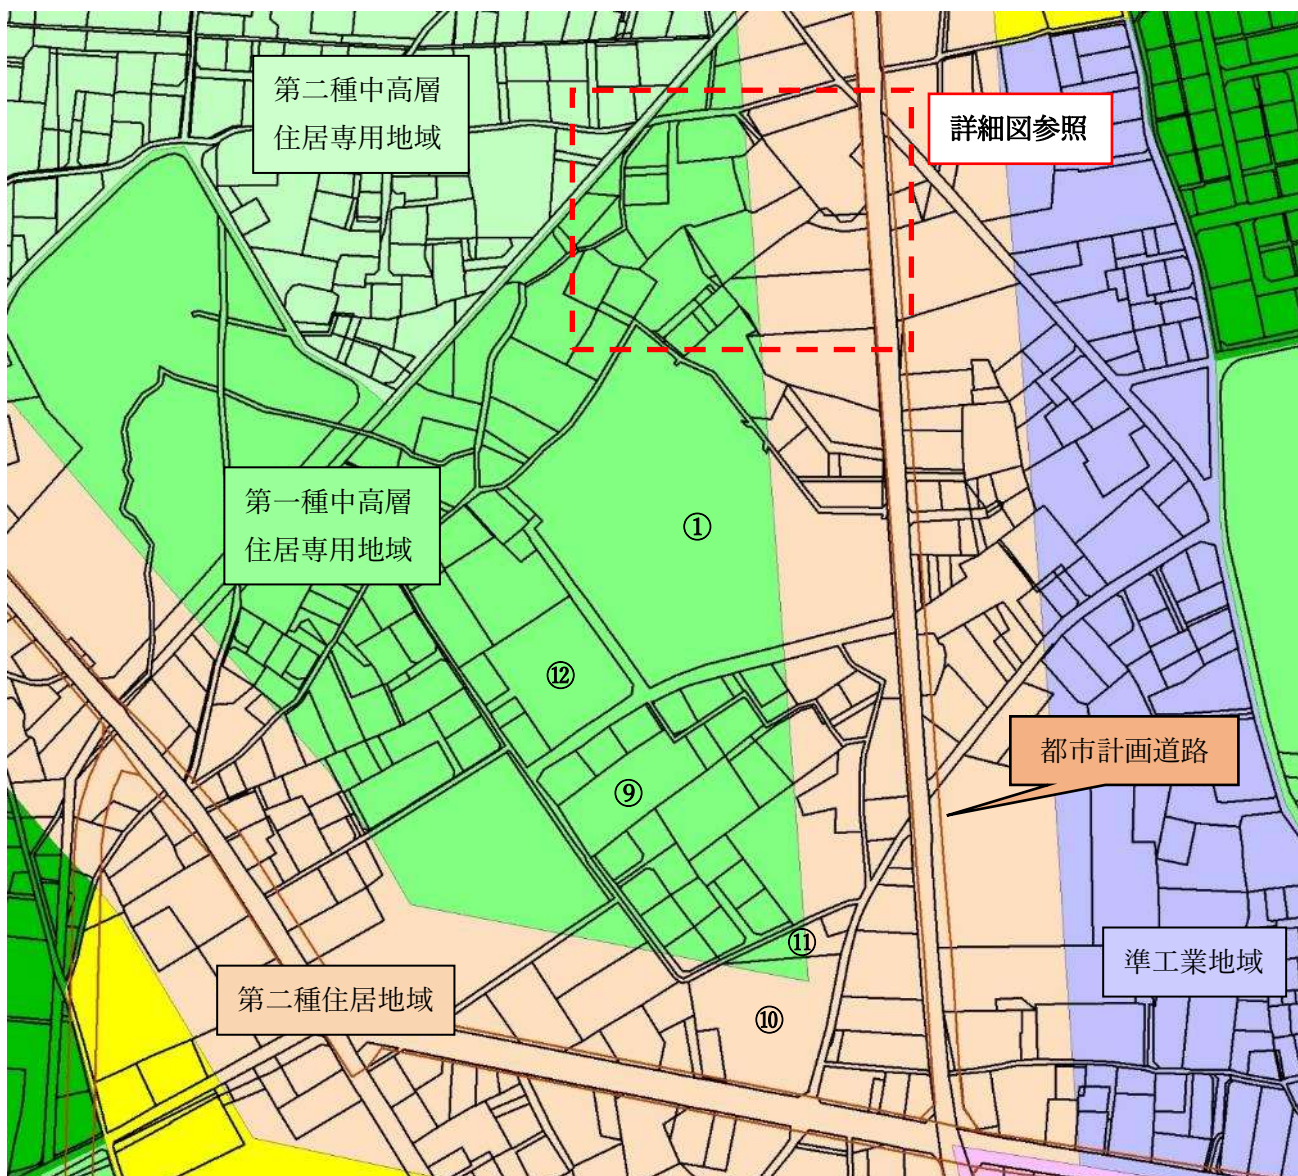 第二種中高層
住居専用地域
詳細図参照
第一種中高層
住居専用地域
①
⑫
都市計画道路
⑨
⑪
準工業地域
第二種住居地域
⑩